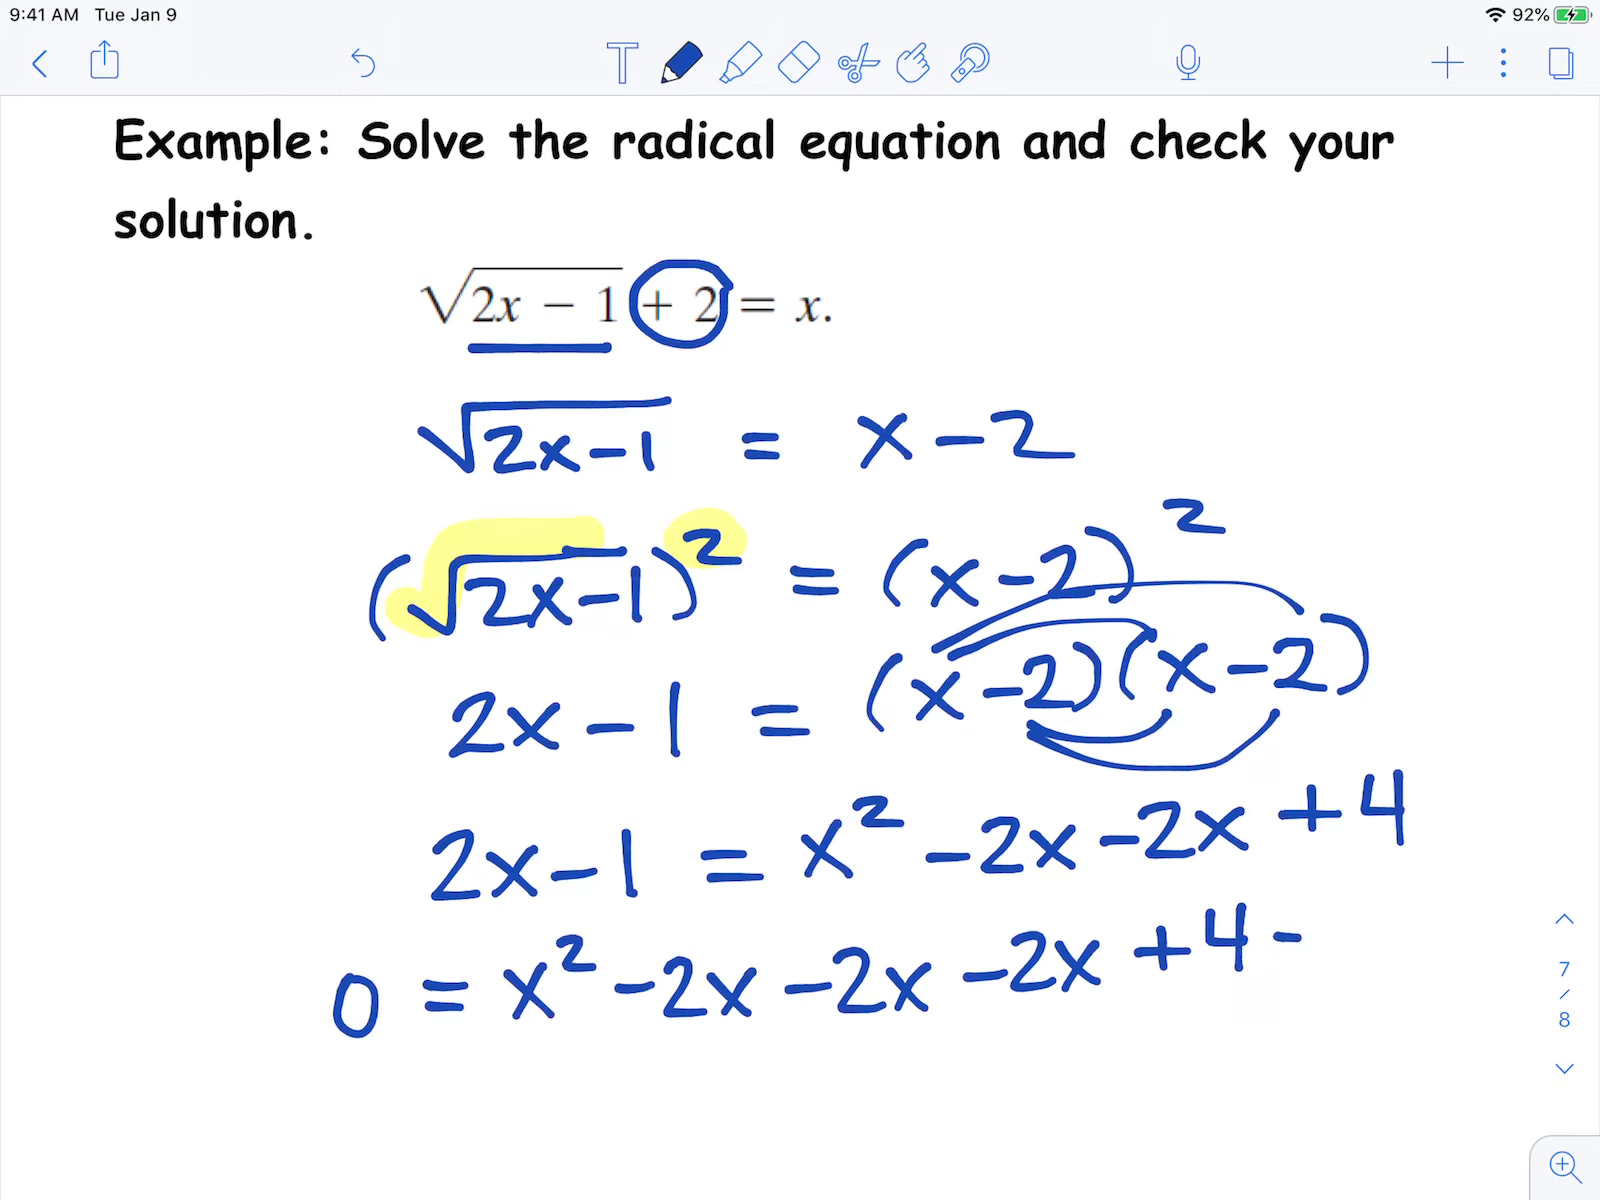 9:41 AM Tue Jan 9 92%
Example: Solve the radical equation and check your
solution.
√(2x − 1) + 2 = x.
√(2x-1) = x-2
(√(2x-1))² = (x-2)²
2x-1 = (x-2)(x-2)
2x-1 = x² -2x -2x +4
0 = x² -2x -2x -2x +4 -
7
/
8